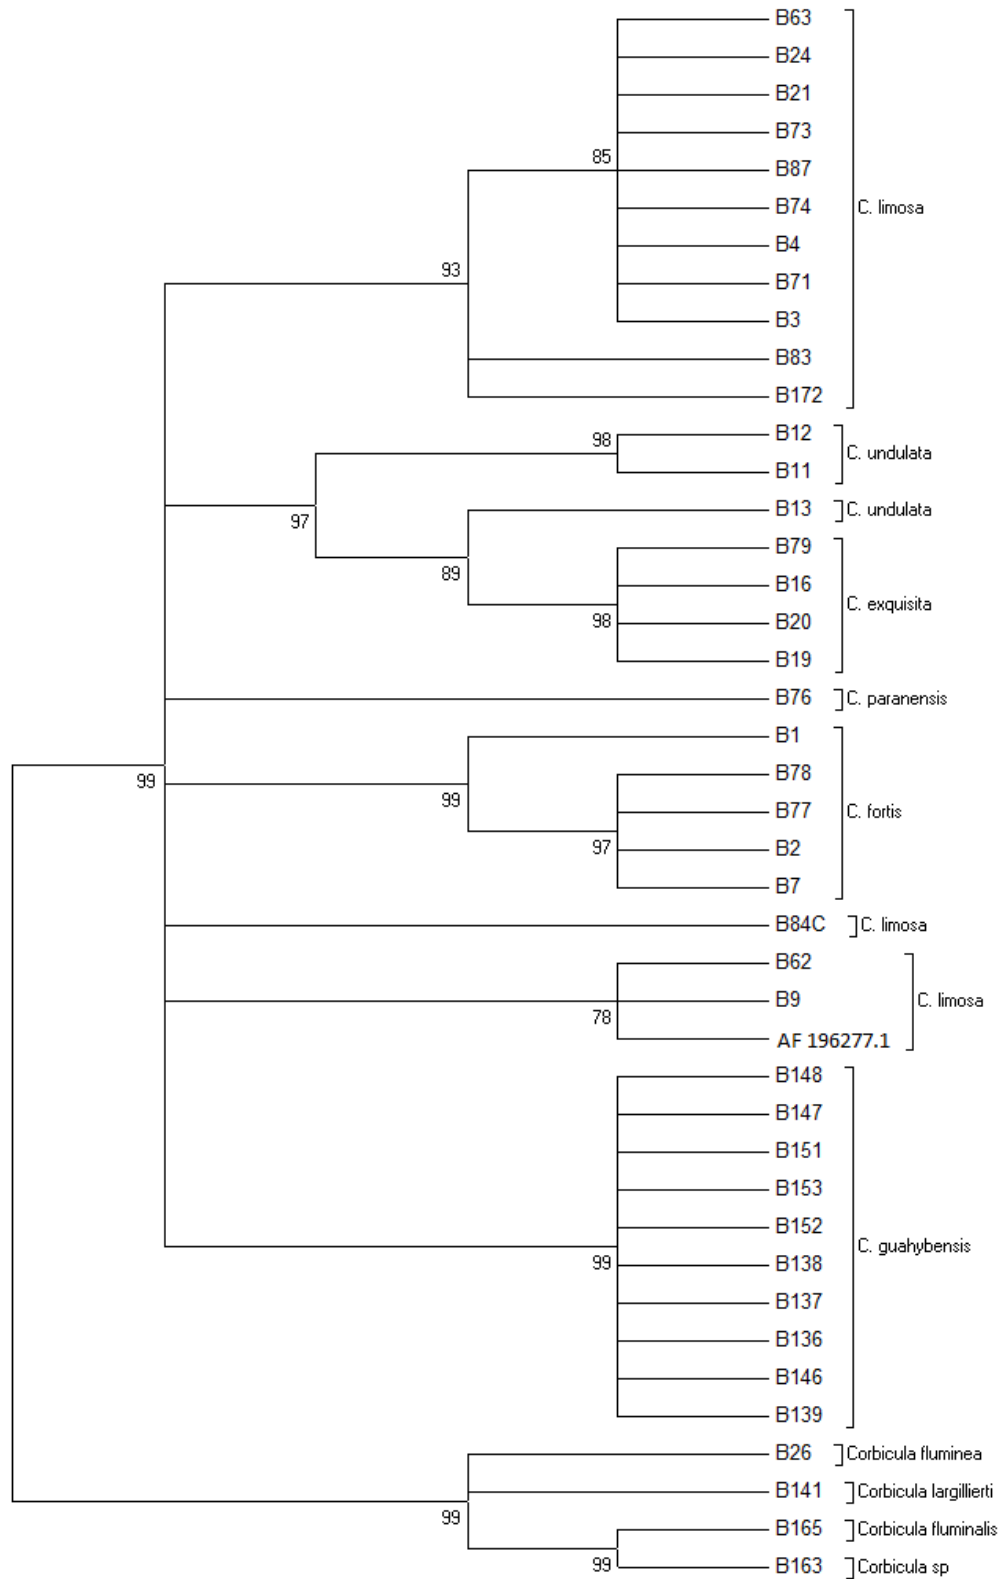 B63
B24
B21
B73
85
B87
B74
C. limosa
B4
93
B71
B3
B83
B172
B12
98
C. undulata
B11
B13
C. undulata
97
B79
89
B16
C. exquisita
B20
98
B19
B76
C. paranensis
B1
B78
99
99
B77
C. fortis
B2
97
B7
B84C
C. limosa
B62
B9
C. limosa
78
AF 196277.1
B148
B147
B151
B153
B152
C. guahybensis
B138
99
B137
B136
B146
B139
B26
Corbicula fluminea
B141
Corbicula largillierti
99
B165
Corbicula fluminalis
99
B163
Corbicula sp